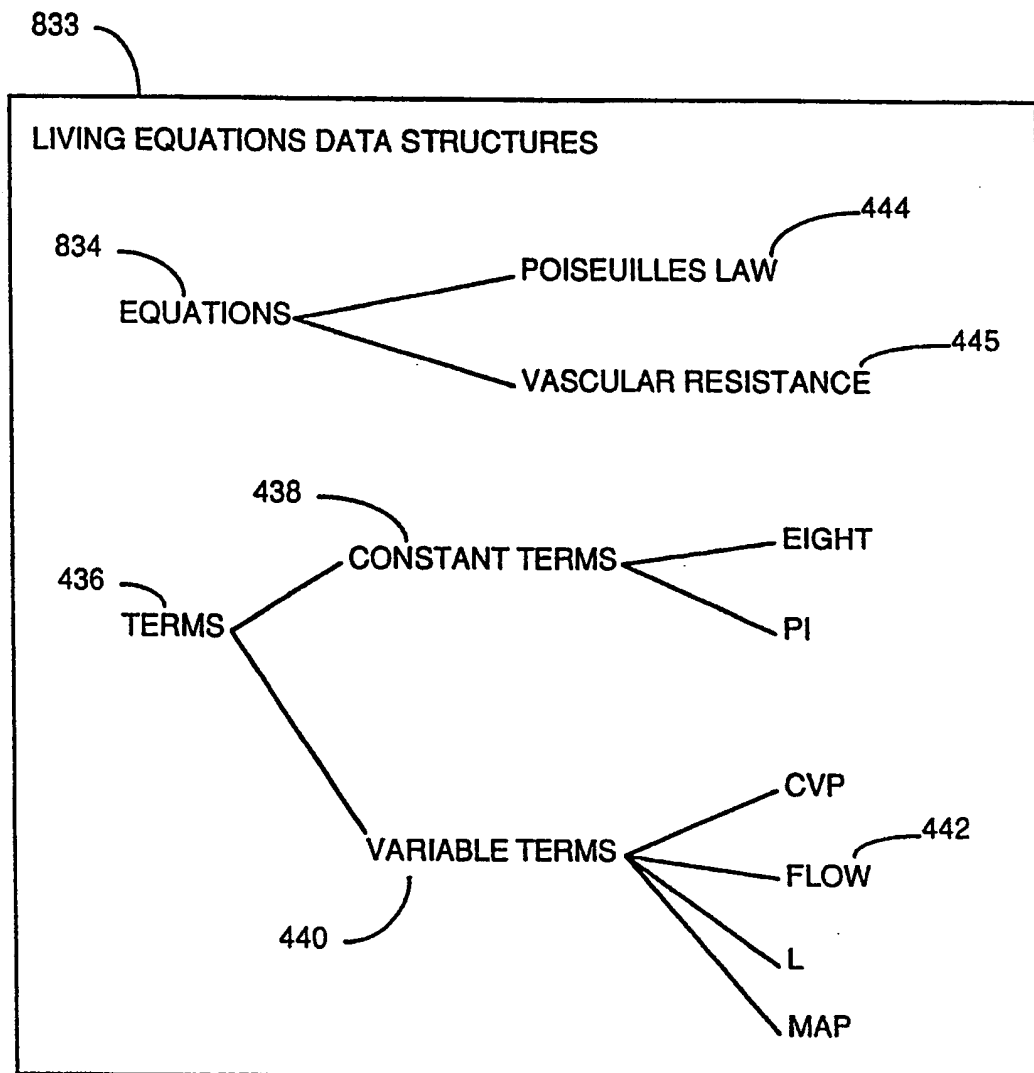 833
LIVING EQUATIONS DATA STRUCTURES
444
834
POISEUILLES LAW
EQUATIONS
445
VASCULAR RESISTANCE
438
EIGHT
CONSTANT TERMS
436
TERMS
PI
CVP
442
VARIABLE TERMS
FLOW
440
L
MAP